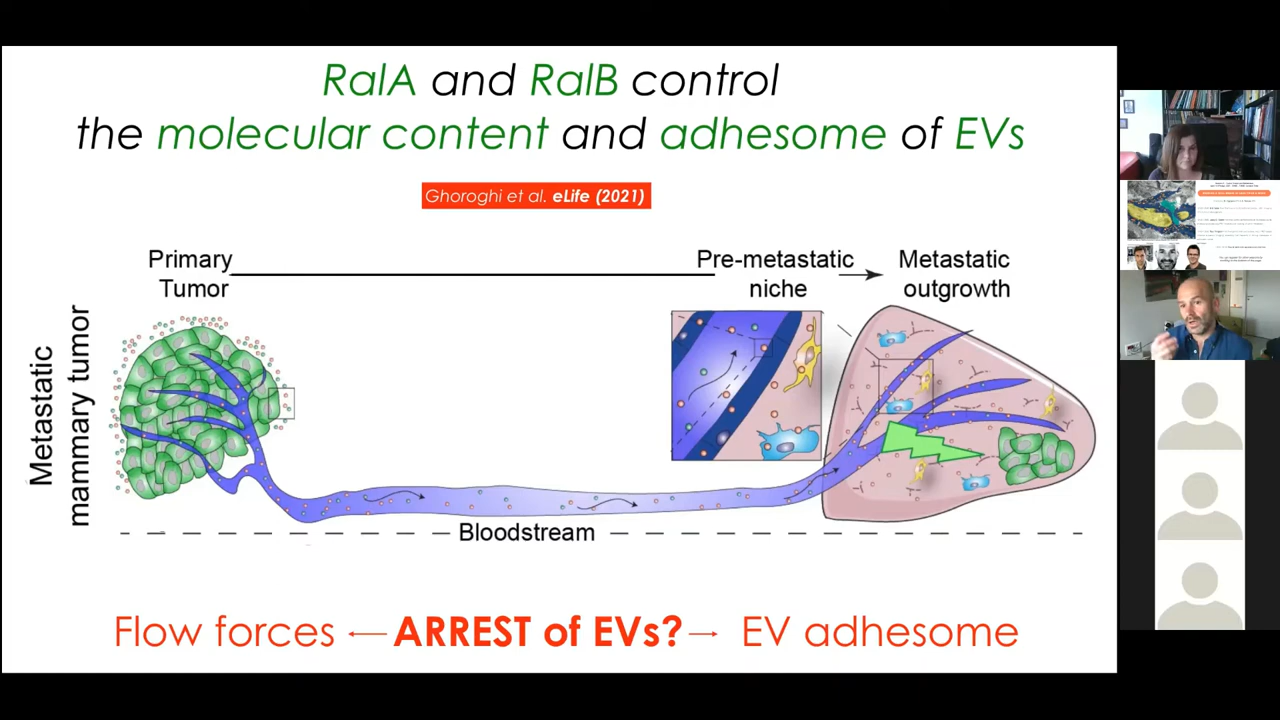 RalA and RalB control
the molecular content and adhesome of EVs
Ghoroghi et al. eLife (2021)
Primary
Tumor
Pre-metastatic
niche
Metastatic
outgrowth
Metastatic
mammary tumor
Bloodstream
Flow forces
ARREST of EVs?
EV adhesome